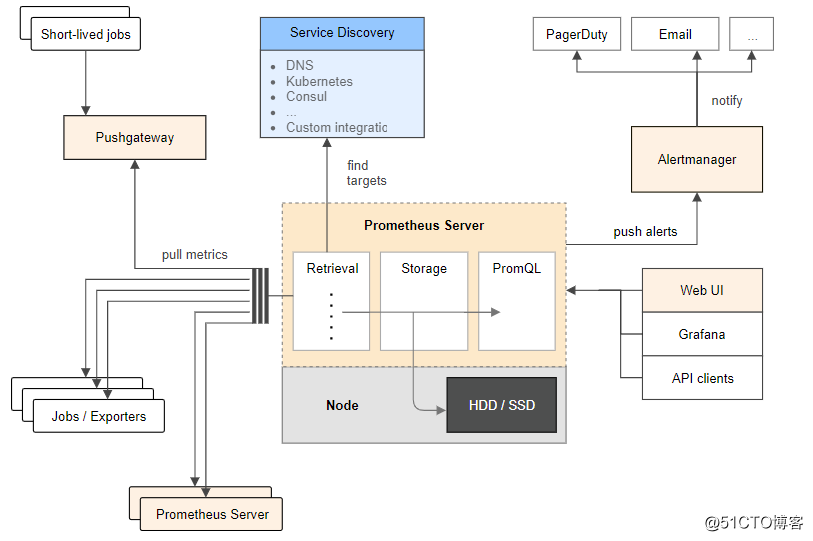 Short-lived jobs
Pushgateway
Service Discovery
• DNS
• Kubernetes
• Consul
• ...
• Custom integratic
find
targets
PagerDuty
Email
...
notify
Alertmanager
push alerts
pull metrics
Prometheus Server
Retrieval
Storage
PromQL
Web UI
Grafana
API clients
Node
HDD / SSD
Jobs / Exporters
Prometheus Server
@51CTO博客